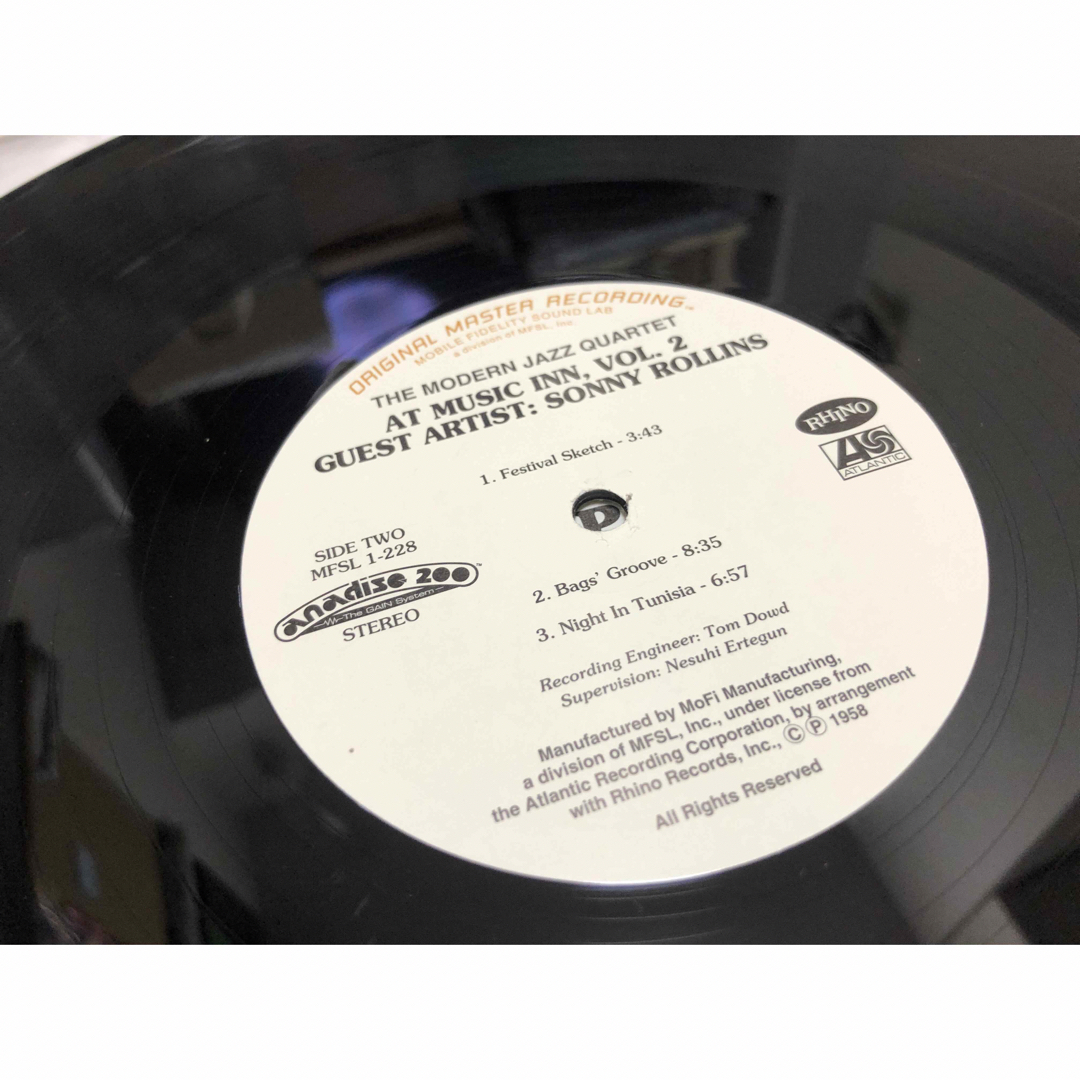 ORIGINAL MASTER RECORDING™
MOBILE FIDELITY SOUND LAB
a division of MFSL, Inc.
THE MODERN JAZZ QUARTET
AT MUSIC INN, VOL. 2
GUEST ARTIST: SONNY ROLLINS
RHINO
ATLANTIC
1. Festival Sketch - 3:43
SIDE TWO
MFSL 1-228
anadisc 200™
The GAIN System
STEREO
2. Bags' Groove - 8:35
3. Night In Tunisia - 6:57
Recording Engineer: Tom Dowd
Supervision: Nesuhi Ertegun
Manufactured by MoFi Manufacturing,
a division of MFSL, Inc., under license from
the Atlantic Recording Corporation, by arrangement
with Rhino Records, Inc., © ℗ 1958
All Rights Reserved